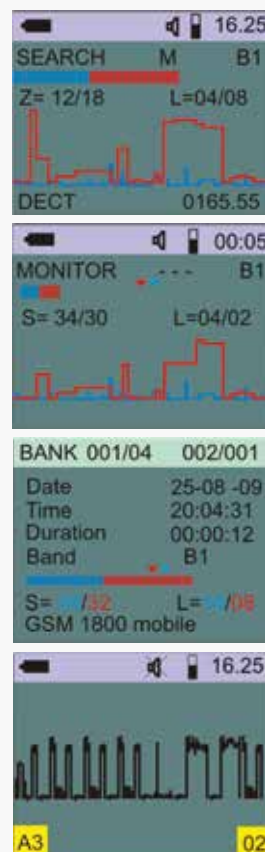 16.25
SEARCH M B1
Z= 12/18 L=04/08
DECT 0165.55
00:05
MONITOR - - - B1
S= 34/30 L=04/02
BANK 001/04 002/001
Date 25-08 -09
Time 20:04:31
Duration 00:00:12
Band B1
S= /32 L= /08
GSM 1800 mobile
16.25
A3 02